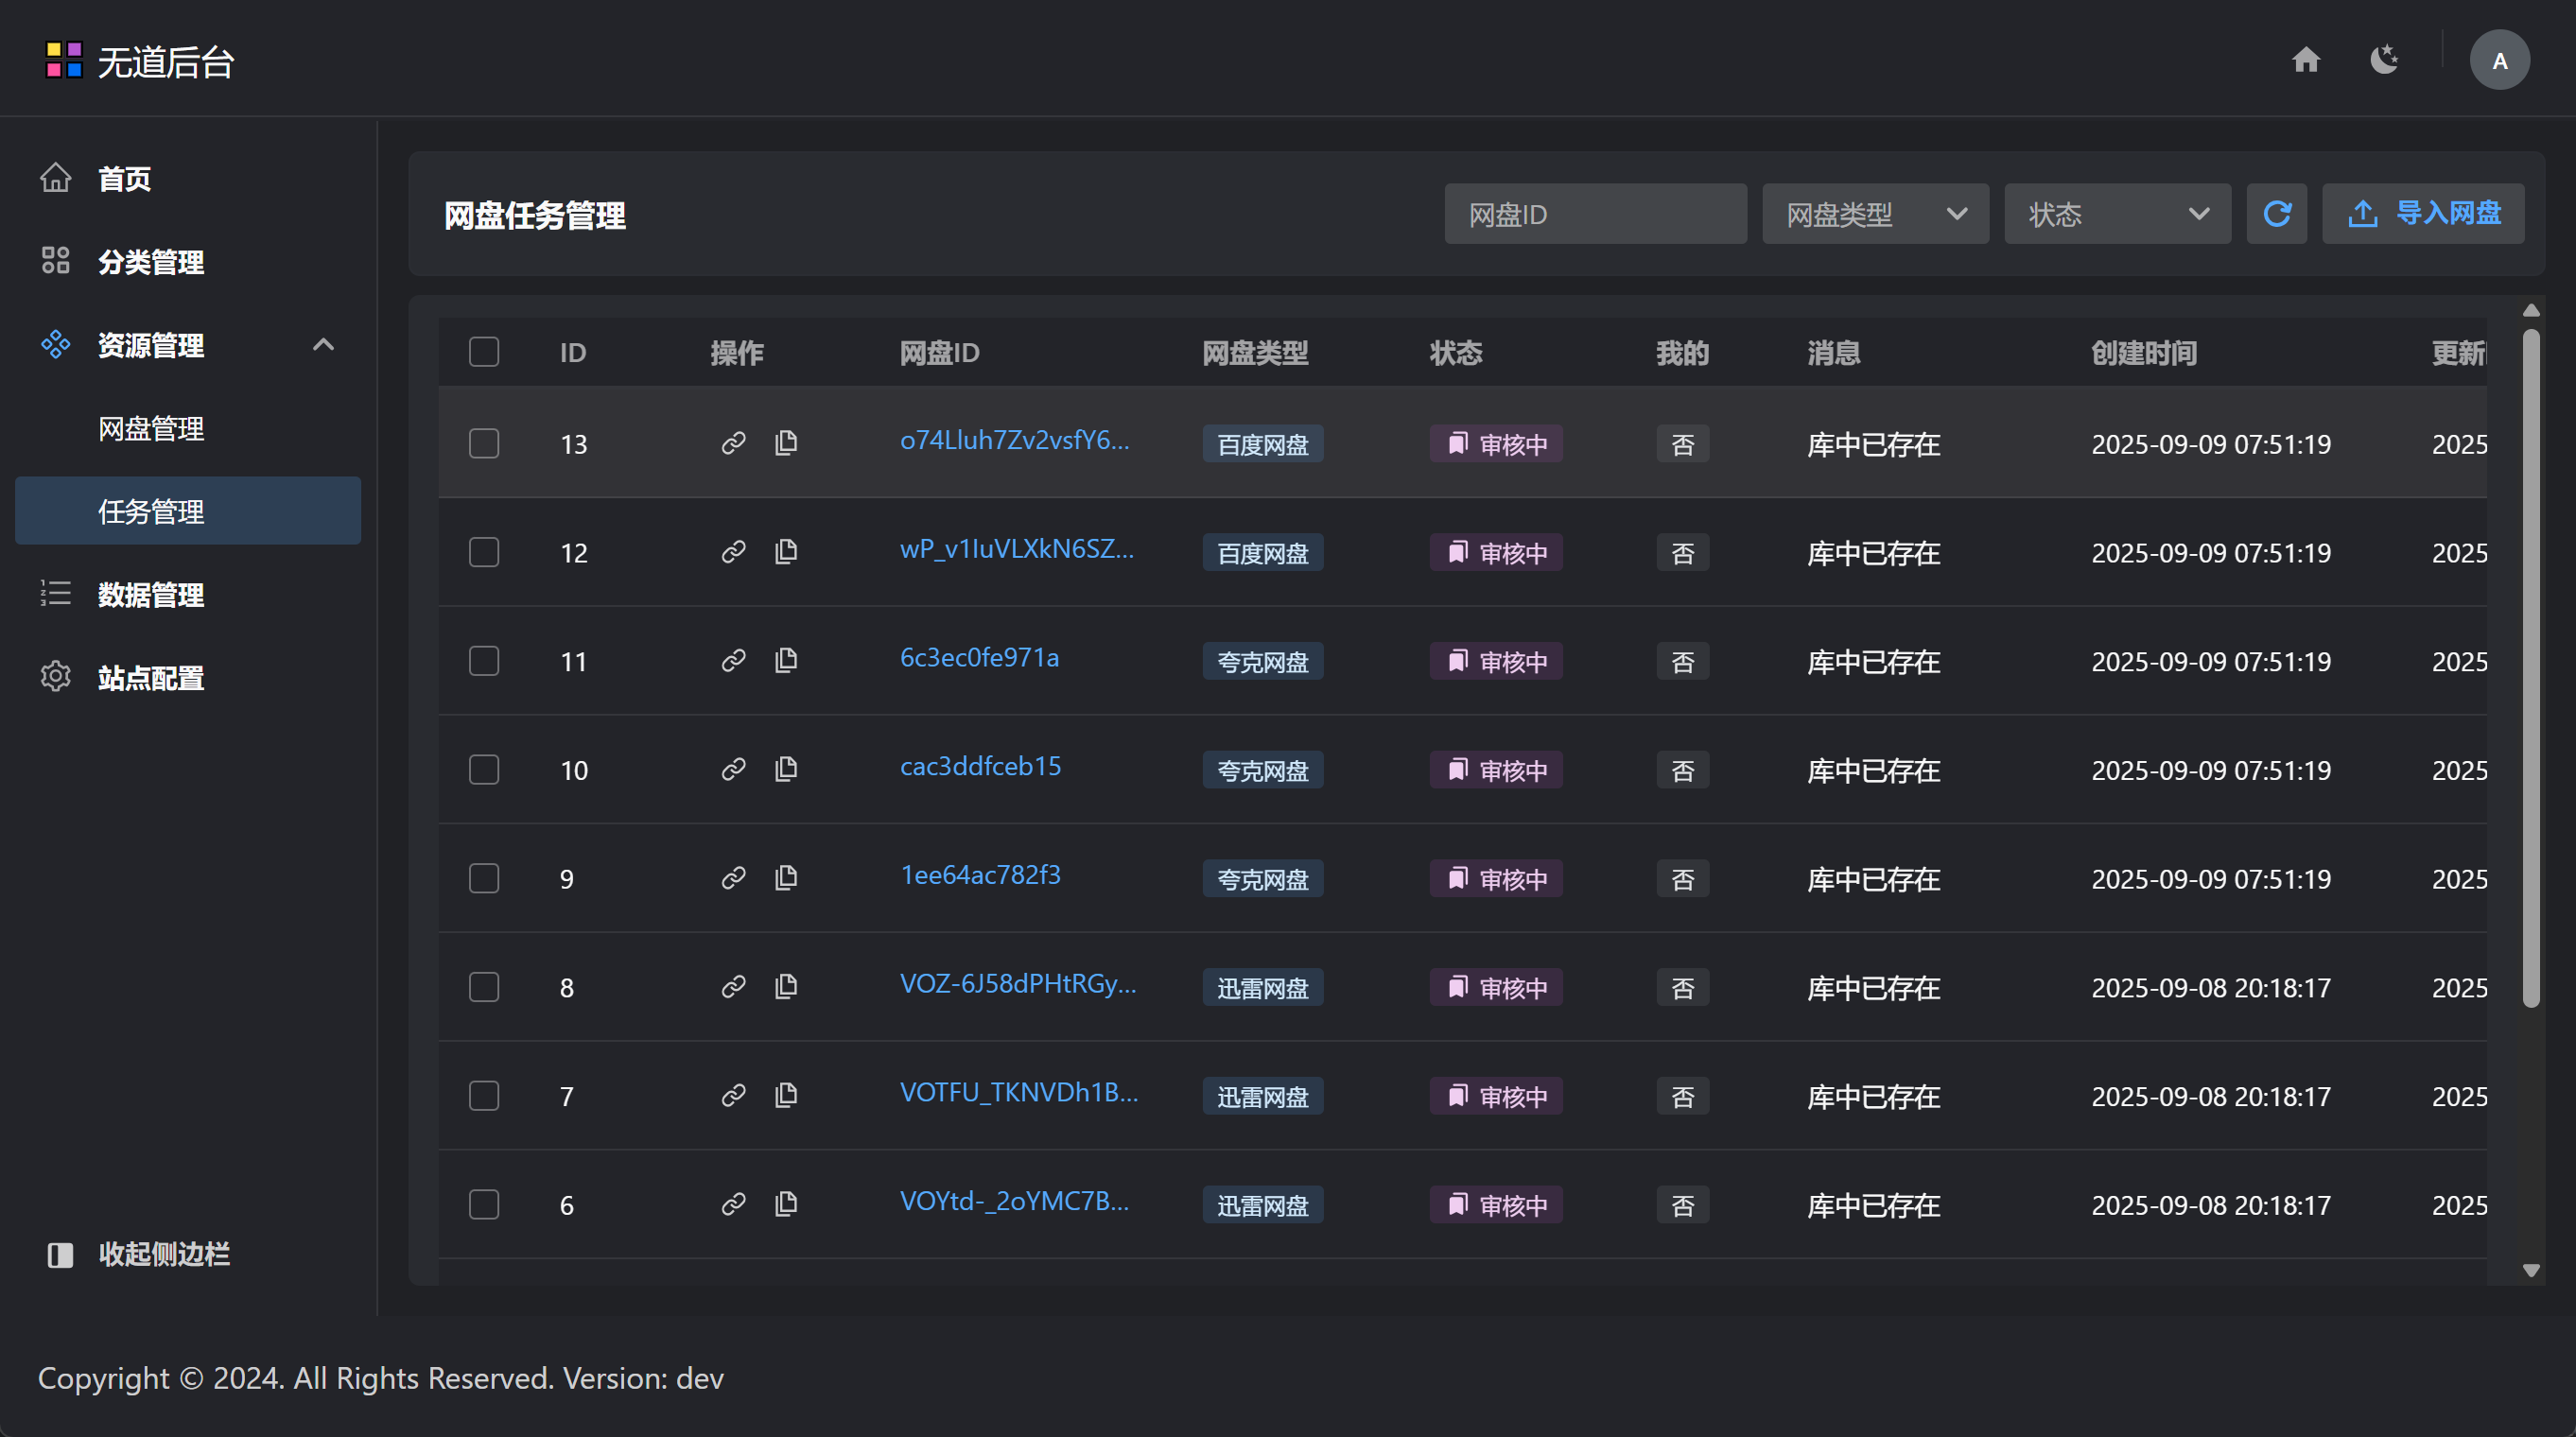 无道后台
A
首页
分类管理
资源管理
网盘管理
任务管理
数据管理
站点配置
收起侧边栏
网盘任务管理
网盘ID
网盘类型
状态
导入网盘
ID 操作 网盘ID 网盘类型 状态 我的 消息 创建时间 更新
13 o74Lluh7Zv2vsfY6... 百度网盘 审核中 否 库中已存在 2025-09-09 07:51:19 2025
12 wP_v1IuVLXkN6SZ... 百度网盘 审核中 否 库中已存在 2025-09-09 07:51:19 2025
11 6c3ec0fe971a 夸克网盘 审核中 否 库中已存在 2025-09-09 07:51:19 2025
10 cac3ddfceb15 夸克网盘 审核中 否 库中已存在 2025-09-09 07:51:19 2025
9 1ee64ac782f3 夸克网盘 审核中 否 库中已存在 2025-09-09 07:51:19 2025
8 VOZ-6J58dPHtRGy... 迅雷网盘 审核中 否 库中已存在 2025-09-08 20:18:17 2025
7 VOTFU_TKNVDh1B... 迅雷网盘 审核中 否 库中已存在 2025-09-08 20:18:17 2025
6 VOYtd-_2oYMC7B... 迅雷网盘 审核中 否 库中已存在 2025-09-08 20:18:17 2025
Copyright © 2024. All Rights Reserved. Version: dev